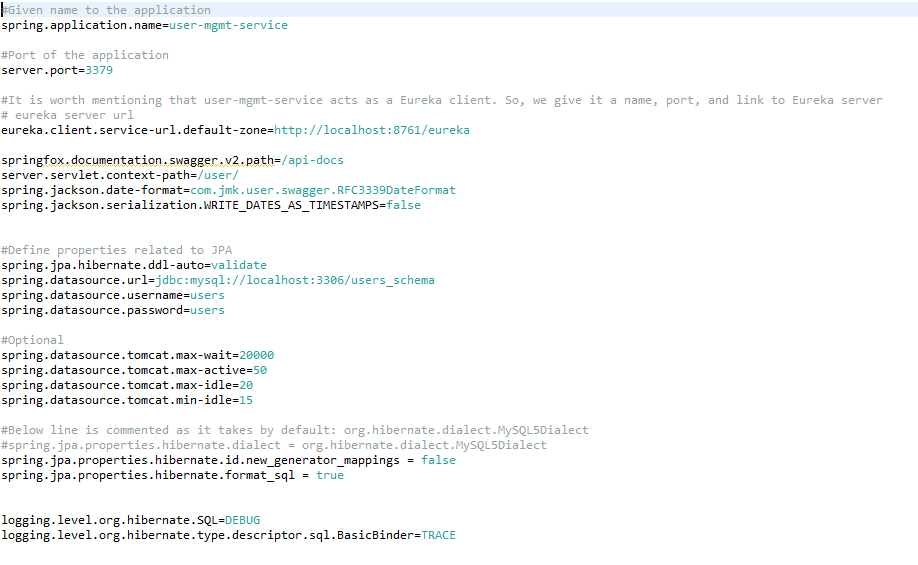 #Given name to the application
spring.application.name=user-mgmt-service
#Port of the application
server.port=3379
#It is worth mentioning that user-mgmt-service acts as a Eureka client. So, we give it a name, port, and link to Eureka server
# eureka server url
eureka.client.service-url.default-zone=http://localhost:8761/eureka
springfox.documentation.swagger.v2.path=/api-docs
server.servlet.context-path=/user/
spring.jackson.date-format=com.jmk.user.swagger.RFC3339DateFormat
spring.jackson.serialization.WRITE_DATES_AS_TIMESTAMPS=false
#Define properties related to JPA
spring.jpa.hibernate.ddl-auto=validate
spring.datasource.url=jdbc:mysql://localhost:3306/users_schema
spring.datasource.username=users
spring.datasource.password=users
#Optional
spring.datasource.tomcat.max-wait=20000
spring.datasource.tomcat.max-active=50
spring.datasource.tomcat.max-idle=20
spring.datasource.tomcat.min-idle=15
#Below line is commented as it takes by default: org.hibernate.dialect.MySQL5Dialect
#spring.jpa.properties.hibernate.dialect = org.hibernate.dialect.MySQL5Dialect
spring.jpa.properties.hibernate.id.new_generator_mappings = false
spring.jpa.properties.hibernate.format_sql = true
logging.level.org.hibernate.SQL=DEBUG
logging.level.org.hibernate.type.descriptor.sql.BasicBinder=TRACE